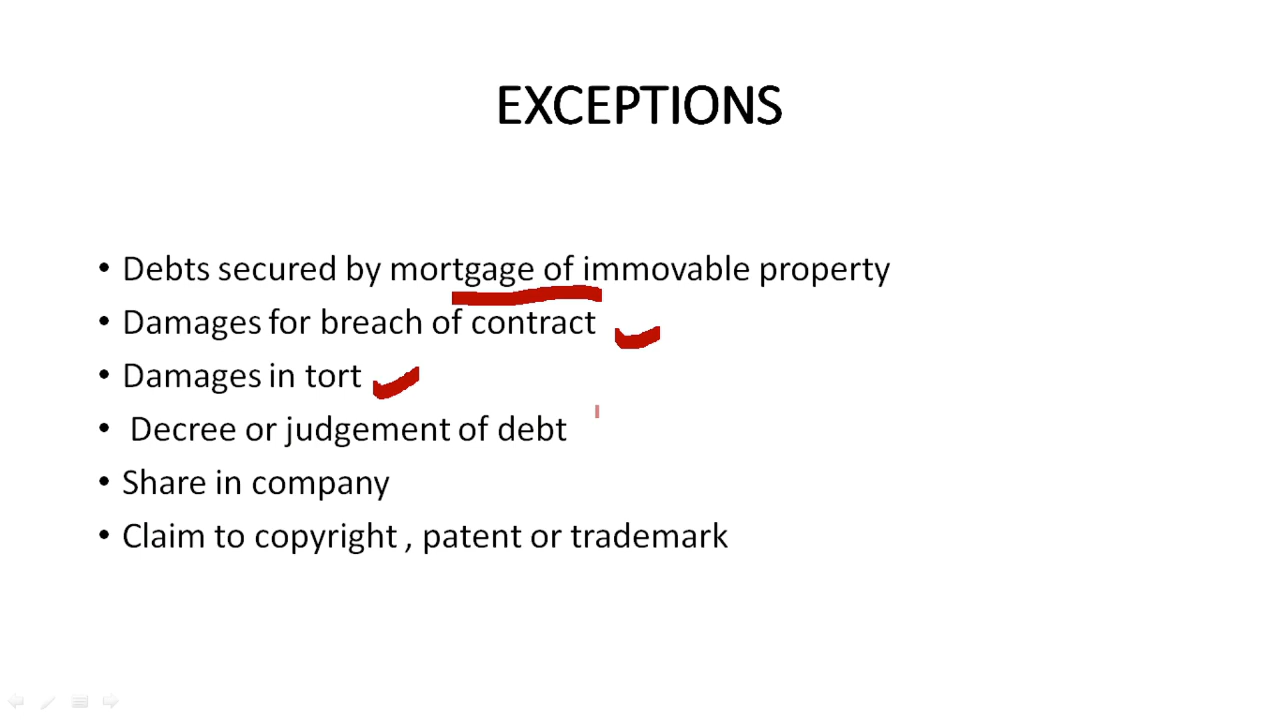 EXCEPTIONS
• Debts secured by mortgage of immovable property
• Damages for breach of contract
• Damages in tort
• Decree or judgement of debt
• Share in company
• Claim to copyright , patent or trademark